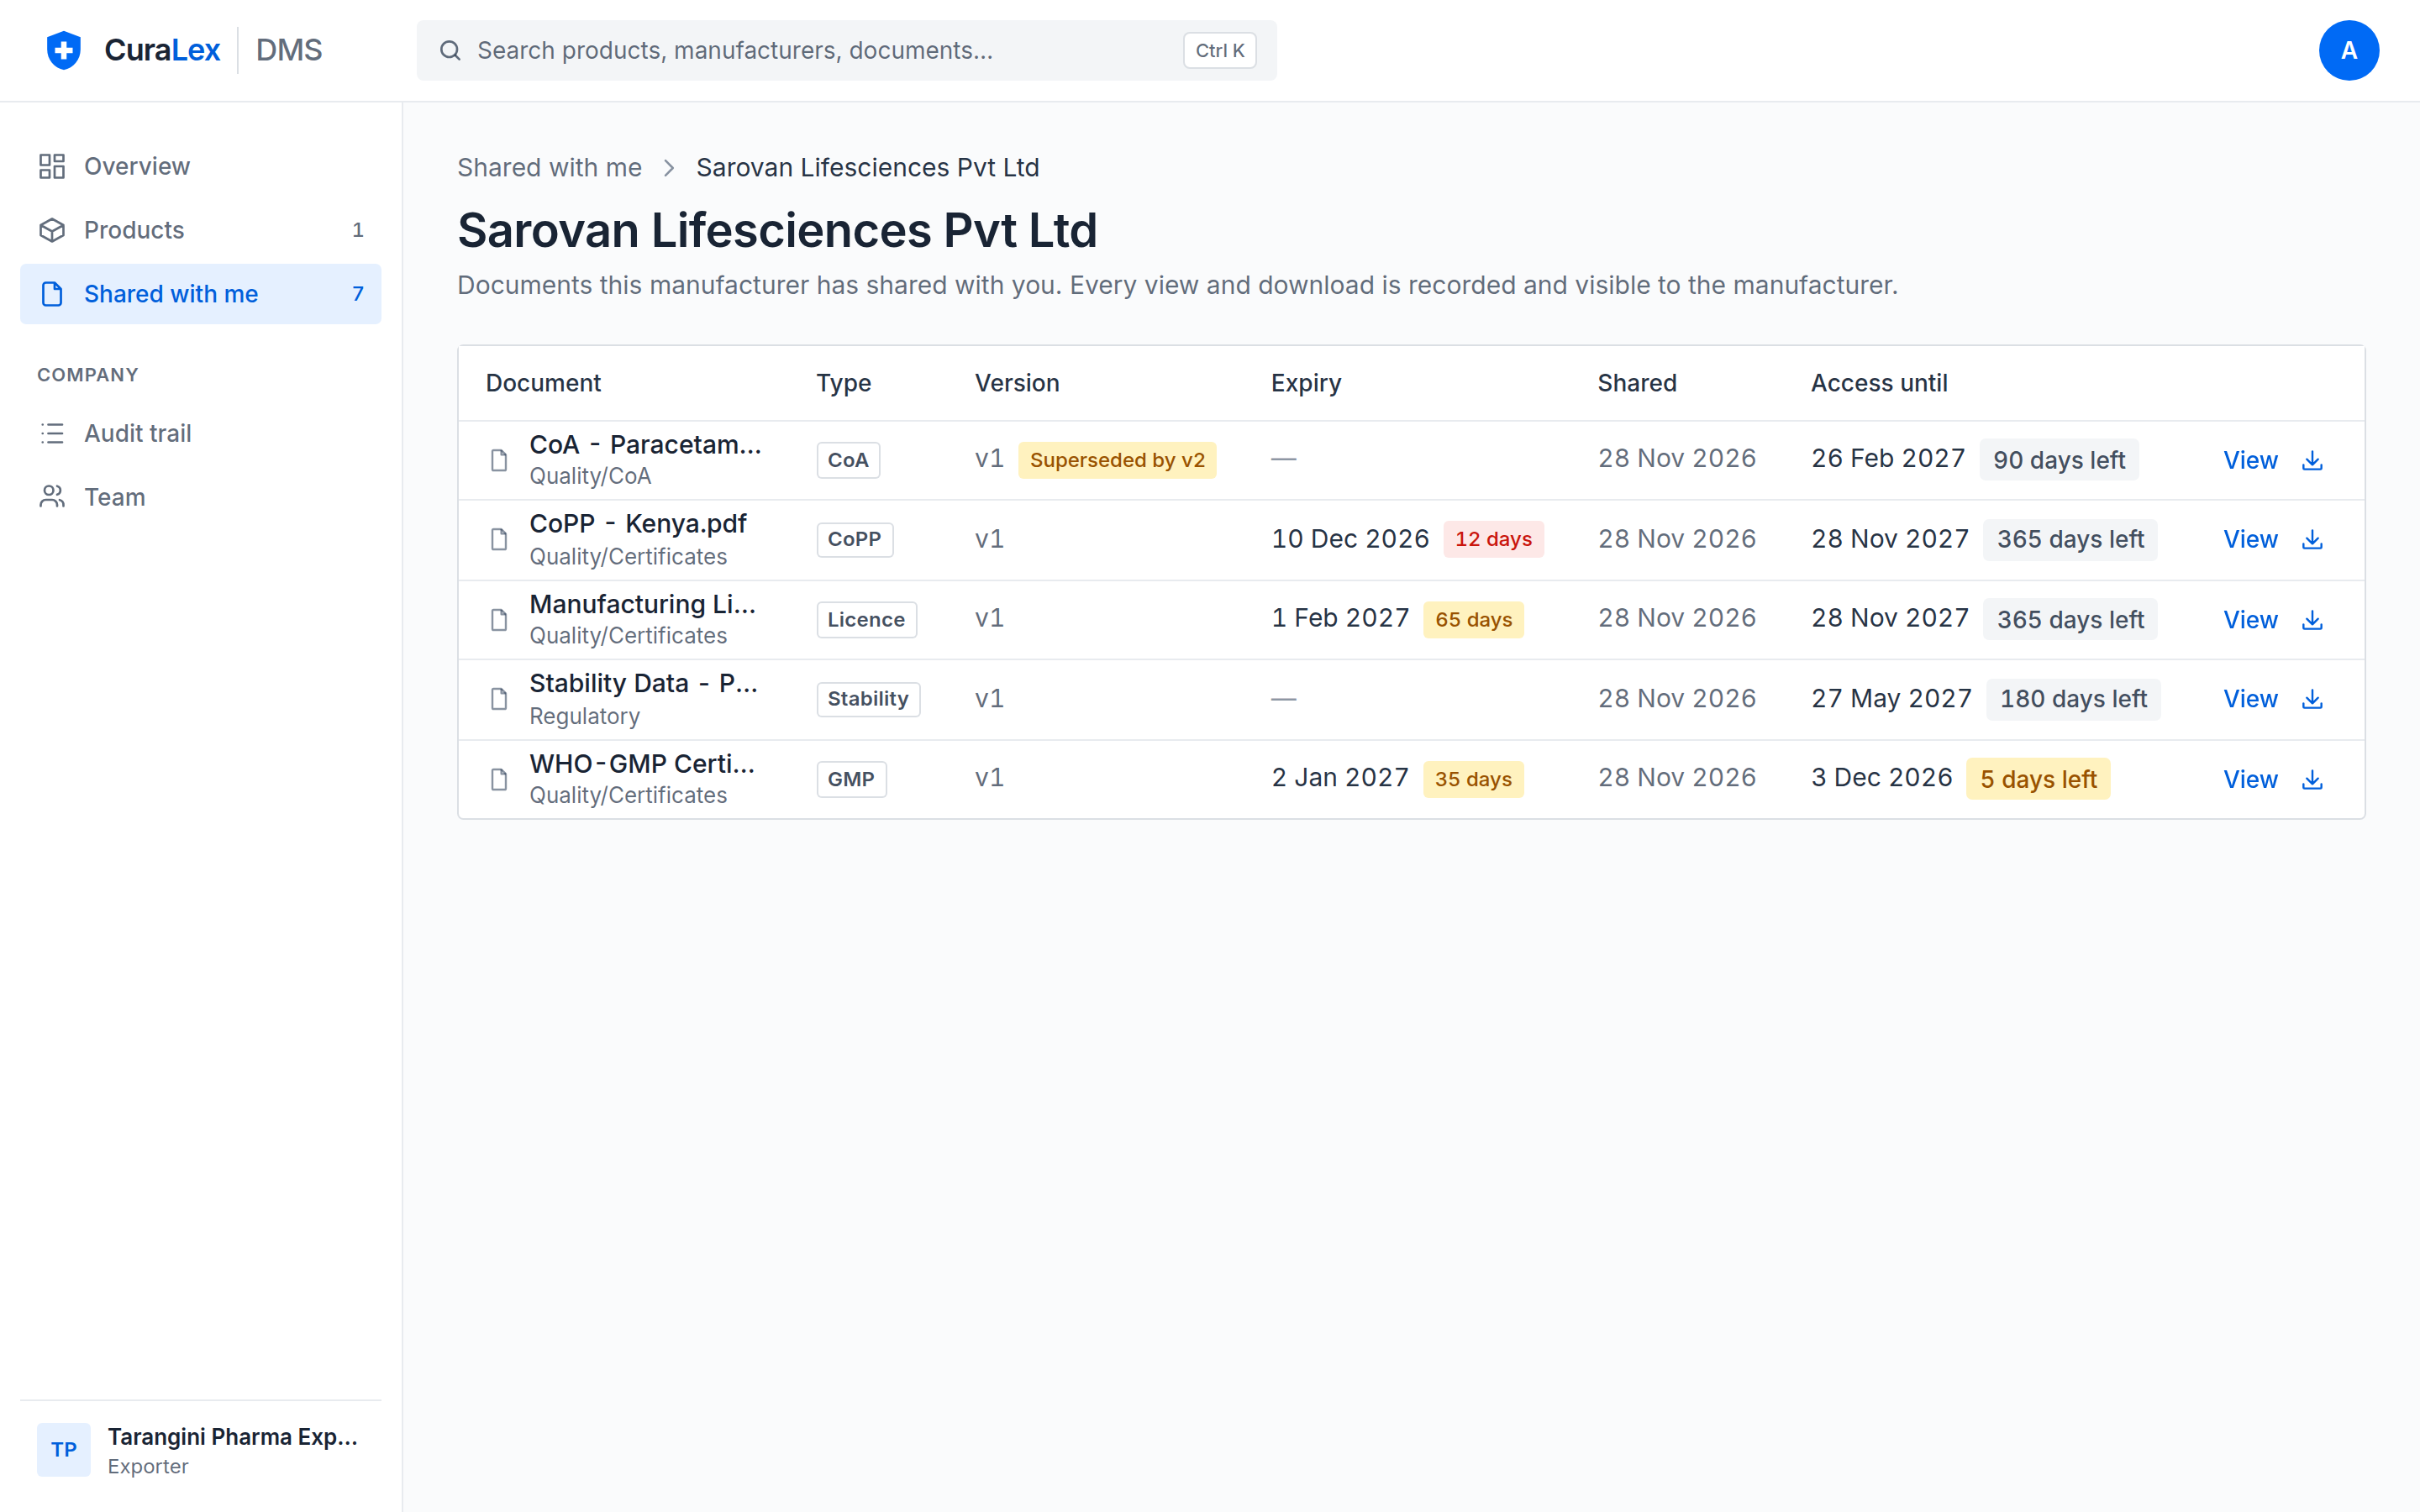 CuraLex DMS
Search products, manufacturers, documents...
Ctrl K
A
Overview
Products 1
Shared with me 7
COMPANY
Audit trail
Team
Shared with me > Sarovan Lifesciences Pvt Ltd
Sarovan Lifesciences Pvt Ltd
Documents this manufacturer has shared with you. Every view and download is recorded and visible to the manufacturer.
Document Type Version Expiry Shared Access until
CoA - Paracetam... CoA v1 Superseded by v2 — 28 Nov 2026 26 Feb 2027 90 days left View
Quality/CoA
CoPP - Kenya.pdf CoPP v1 10 Dec 2026 12 days 28 Nov 2026 28 Nov 2027 365 days left View
Quality/Certificates
Manufacturing Li... Licence v1 1 Feb 2027 65 days 28 Nov 2026 28 Nov 2027 365 days left View
Quality/Certificates
Stability Data - P... Stability v1 — 28 Nov 2026 27 May 2027 180 days left View
Regulatory
WHO-GMP Certi... GMP v1 2 Jan 2027 35 days 28 Nov 2026 3 Dec 2026 5 days left View
Quality/Certificates
TP
Tarangini Pharma Exp...
Exporter